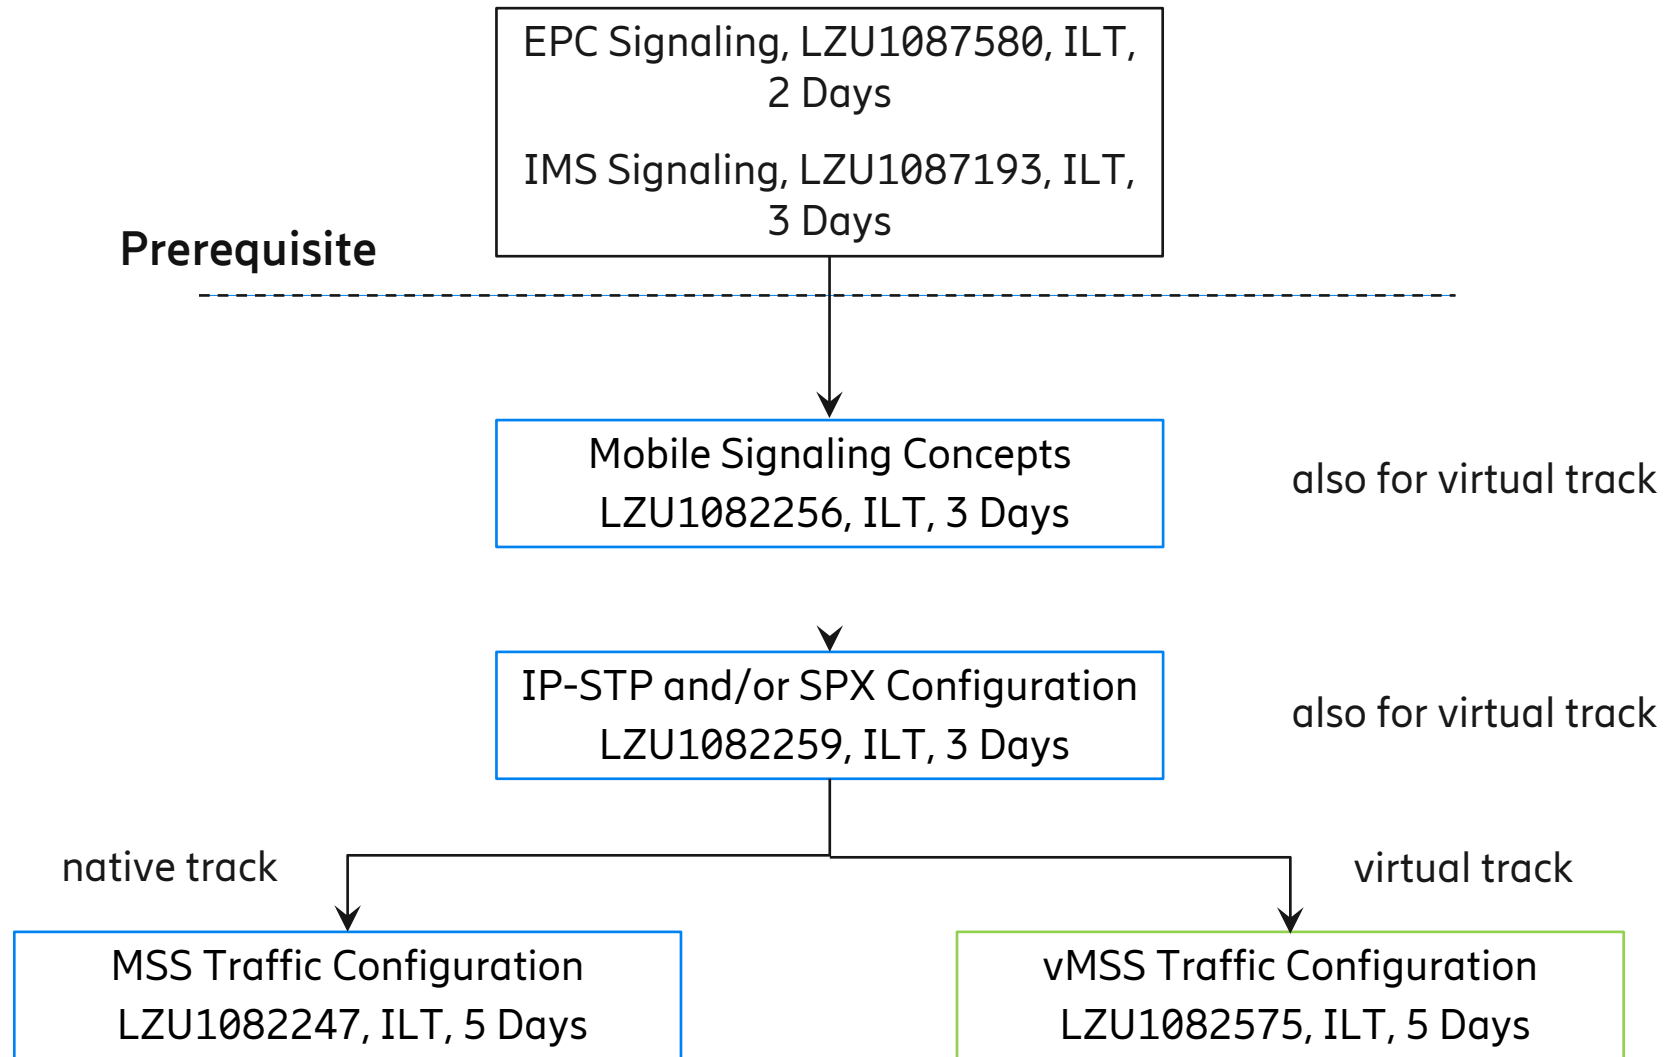 EPC Signaling, LZU1087580, ILT,
2 Days
IMS Signaling, LZU1087193, ILT,
3 Days
Prerequisite
Mobile Signaling Concepts
LZU1082256, ILT, 3 Days
also for virtual track
IP-STP and/or SPX Configuration
LZU1082259, ILT, 3 Days
also for virtual track
native track
virtual track
MSS Traffic Configuration
LZU1082247, ILT, 5 Days
vMSS Traffic Configuration
LZU1082575, ILT, 5 Days